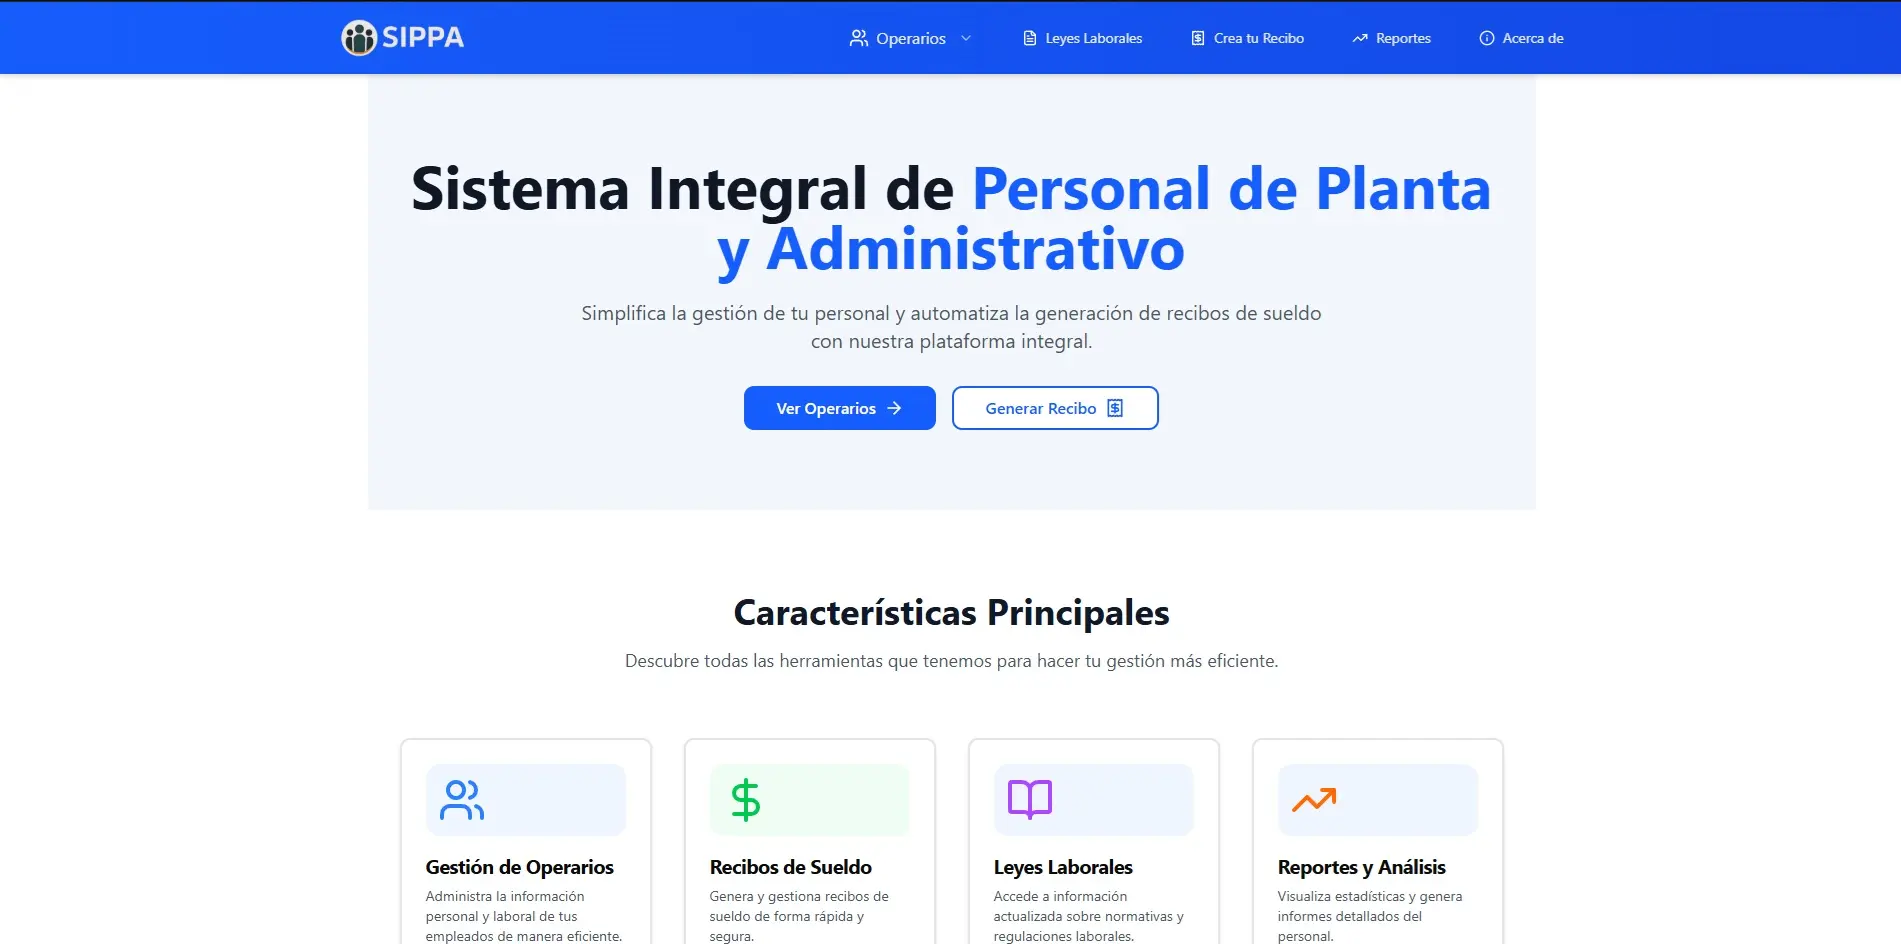 SIPPA
Operarios
Leyes Laborales
Crea tu Recibo
Reportes
Acerca de
Sistema Integral de Personal de Planta
y Administrativo
Simplifica la gestión de tu personal y automatiza la generación de recibos de sueldo
con nuestra plataforma integral.
Ver Operarios
Generar Recibo
Características Principales
Descubre todas las herramientas que tenemos para hacer tu gestión más eficiente.
Gestión de Operarios
Administra la información
personal y laboral de tus
empleados de manera eficiente.
Recibos de Sueldo
Genera y gestiona recibos de
sueldo de forma rápida y
segura.
Leyes Laborales
Accede a información
actualizada sobre normativas y
regulaciones laborales.
Reportes y Análisis
Visualiza estadísticas y genera
informes detallados del
personal.